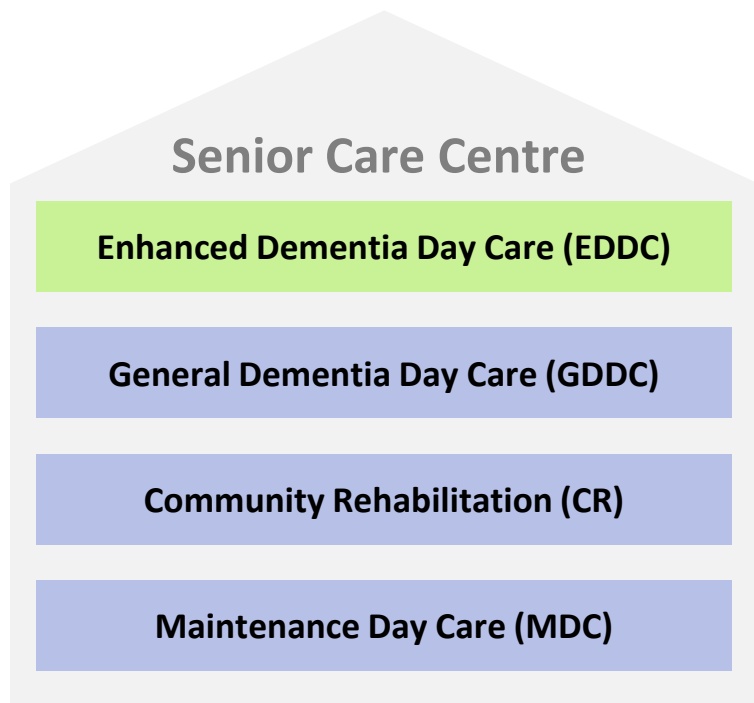 Senior Care Centre
Enhanced Dementia Day Care (EDDC)
General Dementia Day Care (GDDC)
Community Rehabilitation (CR)
Maintenance Day Care (MDC)